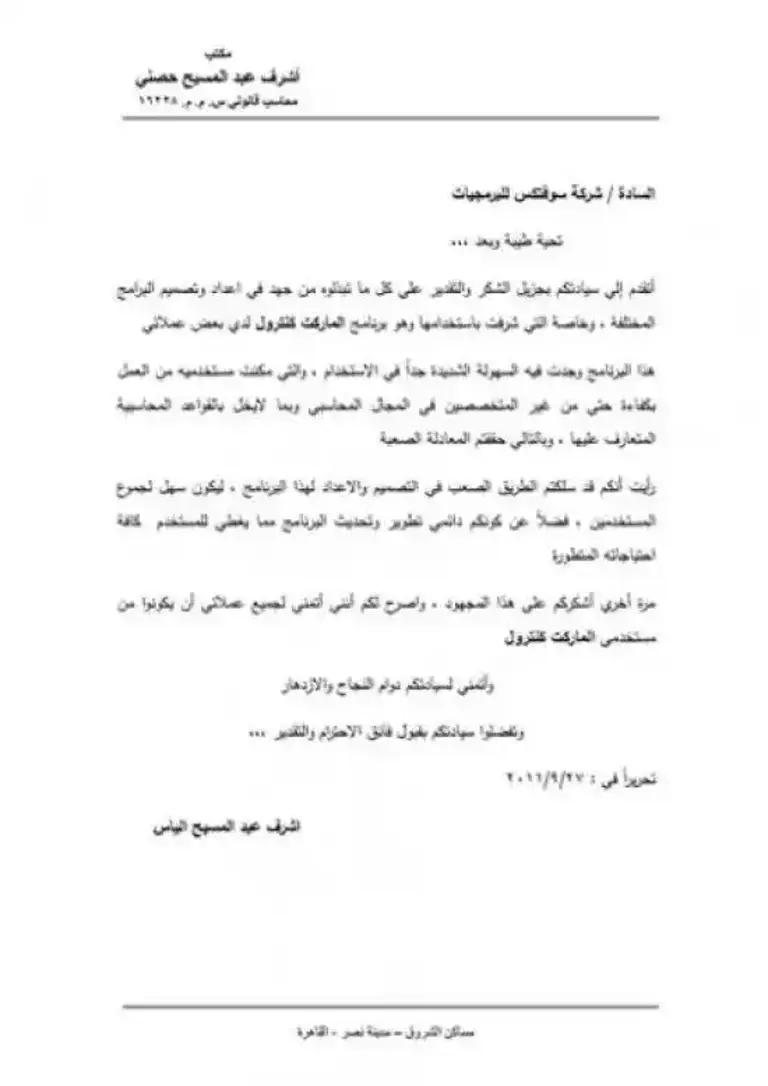 مكتب
أشرف عبد المسيح حصني
محاسب قانوني س. م. م. ١٦٢٢٨
السادة / شركة سوفتكس للبرمجيات
تحية طيبة وبعد ...
أتقدم إلي سيادتكم بجزيل الشكر والتقدير على كل ما تبذلوه من جهد في اعداد وتصميم البرامج
المختلفة ، وخاصة التي شرفت باستخدامها وهو برنامج الماركت كنترول لدي بعض عملائي
هذا البرنامج وجدت فيه السهولة الشديدة جداً في الاستخدام ، والتي مكنت مستخدميه من العمل
بكفاءة حتي من غير المتخصصين في المجال المحاسبي وبما لايخل بالقواعد المحاسبية
المتعارف عليها ، وبالتالي حققتم المعادلة الصعبة
رأيت أنكم قد سلكتم الطريق الصعب في التصميم والاعداد لهذا البرنامج ، ليكون سهل لجموع
المستخدمين ، فضلاً عن كونكم دائمي تطوير وتحديث البرنامج مما يغطي للمستخدم كافة
احتياجاته المتطورة
مرة أخري أشكركم على هذا المجهود ، واصرح لكم أنني أتمني لجميع عملائي أن يكونوا من
مستخدمى الماركت كنترول
وأتمني لسيادتكم دوام النجاح والازدهار
وتفضلوا سيادتكم بقبول فائق الاحترام والتقدير ...
تحريراً في : ٢٠١١/٩/٢٧
اشرف عبد المسيح الياس
مساكن الشروق – مدينة نصر - القاهرة